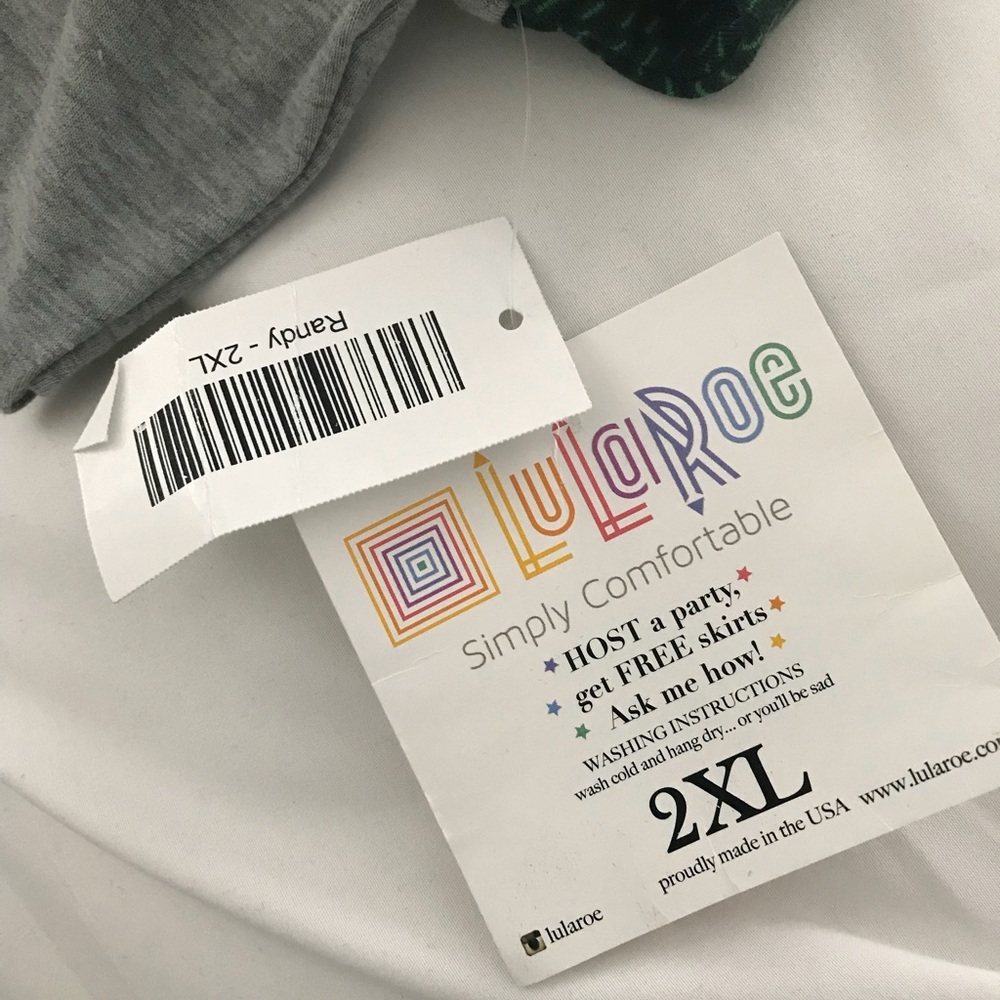 Randy - 2XL
LuLaRoe
Simply Comfortable
HOST a party,
get FREE skirts
Ask me how!
WASHING INSTRUCTIONS
wash cold and hang dry... or you'll be sad
2XL
proudly made in the USA www.lularoe.co
lularoe